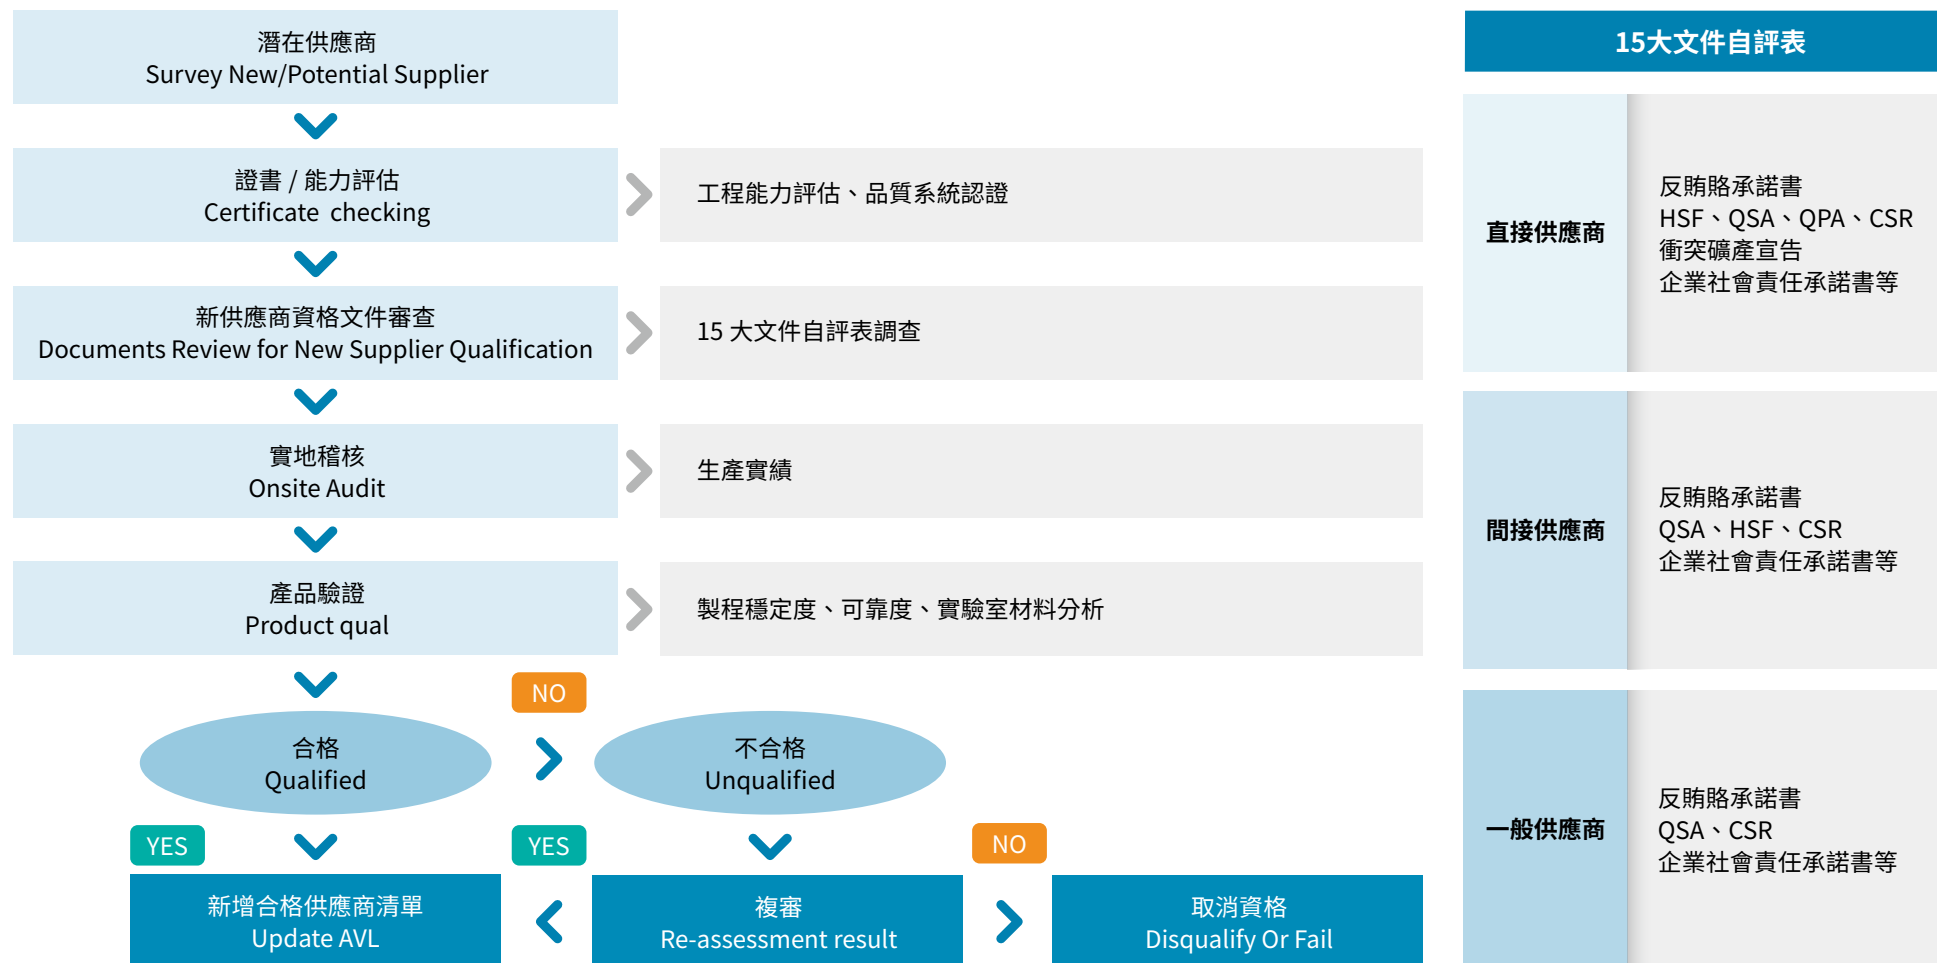 潛在供應商
Survey New/Potential Supplier
證書 / 能力評估
Certificate checking
工程能力評估、品質系統認證
新供應商資格文件審查
Documents Review for New Supplier Qualification
15 大文件自評表調查
實地稽核
Onsite Audit
生產實績
產品驗證
Product qual
製程穩定度、可靠度、實驗室材料分析
NO
合格
Qualified
不合格
Unqualified
YES
YES
NO
新增合格供應商清單
Update AVL
複審
Re-assessment result
取消資格
Disqualify Or Fail
15大文件自評表
直接供應商
反賄賂承諾書
HSF、QSA、QPA、CSR
衝突礦產宣告
企業社會責任承諾書等
間接供應商
反賄賂承諾書
QSA、HSF、CSR
企業社會責任承諾書等
一般供應商
反賄賂承諾書
QSA、CSR
企業社會責任承諾書等